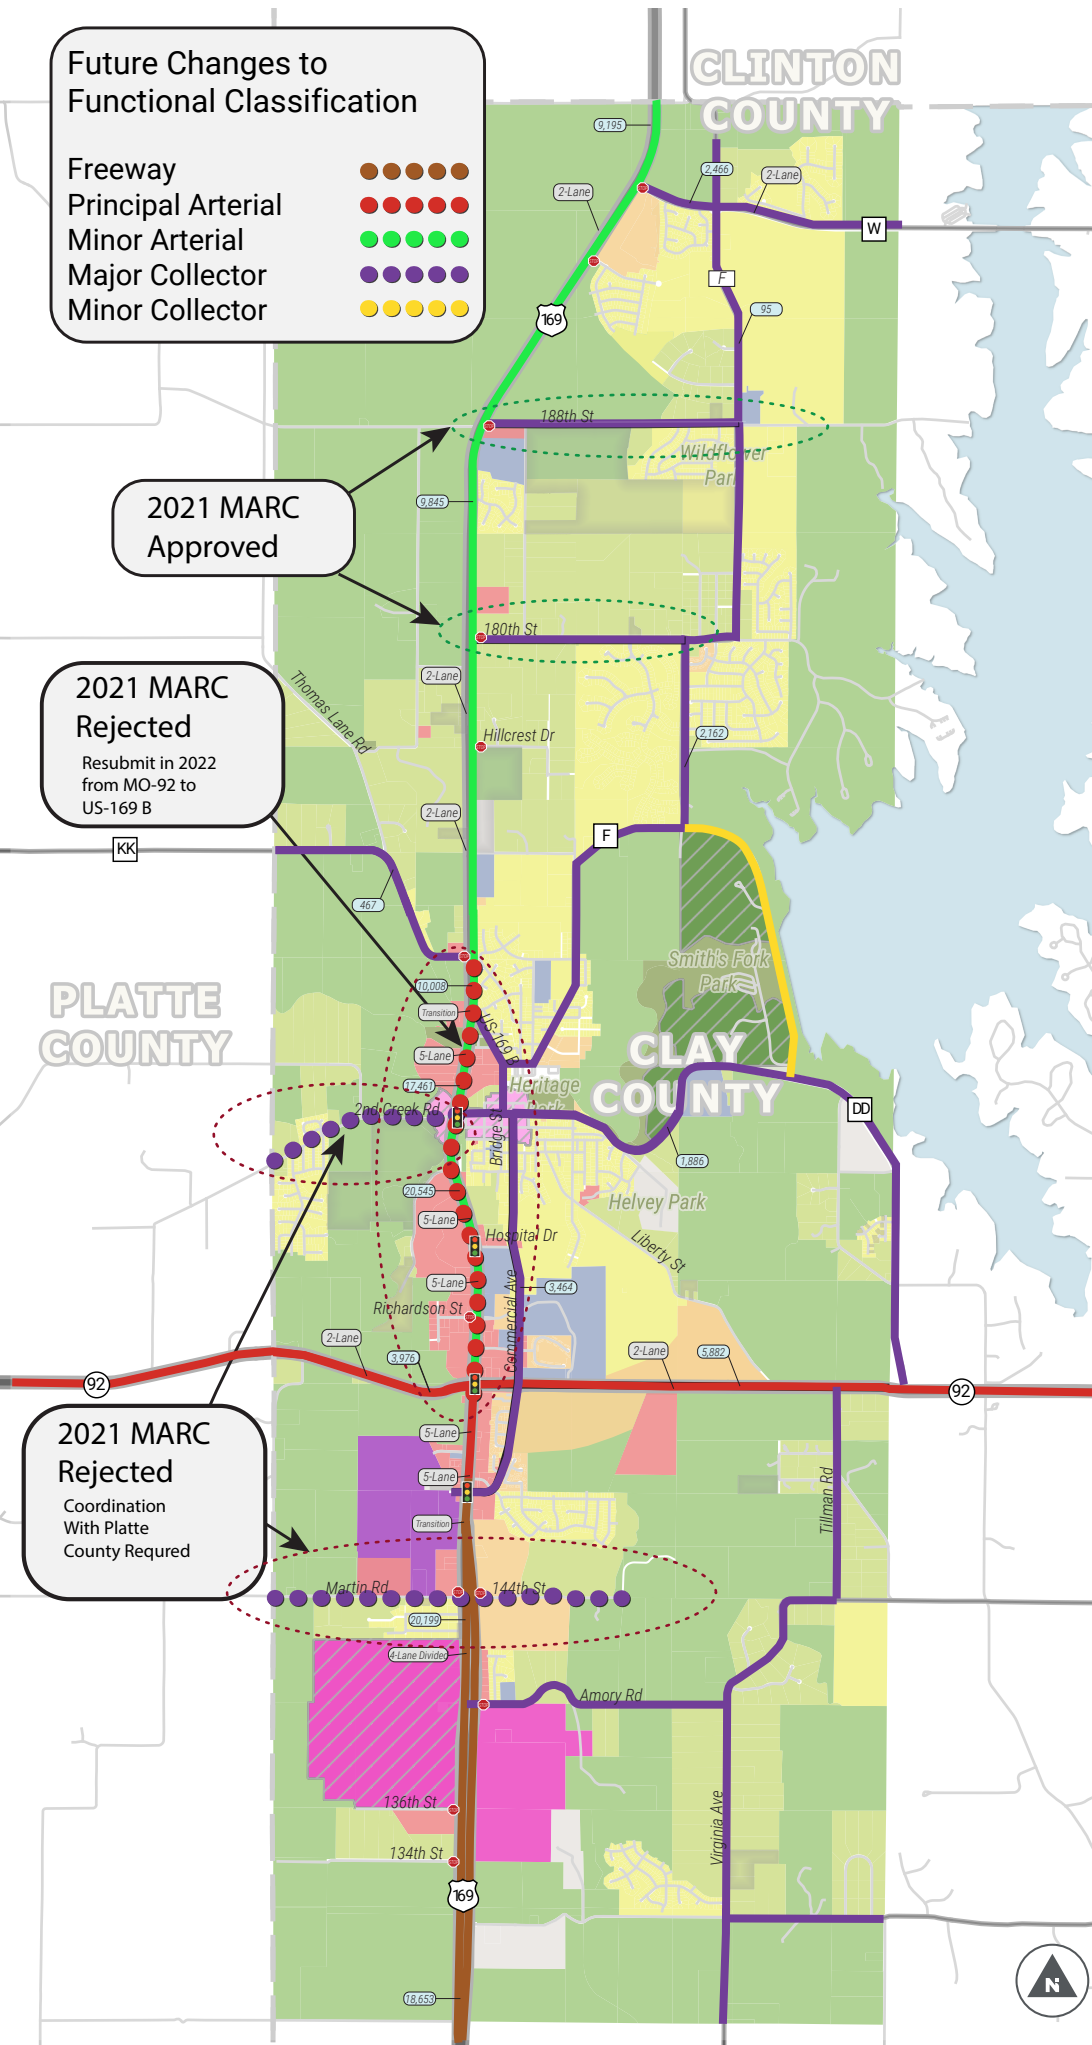 Future Changes to
Functional Classification
Freeway
Principal Arterial
Minor Arterial
Major Collector
Minor Collector
CLINTON
COUNTY
9,195
2-Lane
2,466
2-Lane
W
F
95
169
188th St
Wildflower
Park
2021 MARC
Approved
9,845
180th St
2-Lane
2021 MARC
Rejected
Resubmit in 2022
from MO-92 to
US-169 B
Thomas Lane Rd
Hillcrest Dr
2,162
2-Lane
KK
F
467
Smith's Fork
Park
10,008
Transition
US-169 B
PLATTE
COUNTY
5-Lane
CLAY
COUNTY
17,461
Heritage
Park
2nd Creek Rd
Bridge St
DD
1,886
20,545
5-Lane
Helvey Park
Hospital Dr
Liberty St
5-Lane
3,464
Richardson St
Commercial Ave
2-Lane
3,976
2-Lane
5,882
92
92
2021 MARC
Rejected
Coordination
With Platte
County Requred
5-Lane
5-Lane
Tillman Rd
Transition
Martin Rd
144th St
20,199
4-Lane Divided
Amory Rd
136th St
Virginia Ave
134th St
169
18,653
N